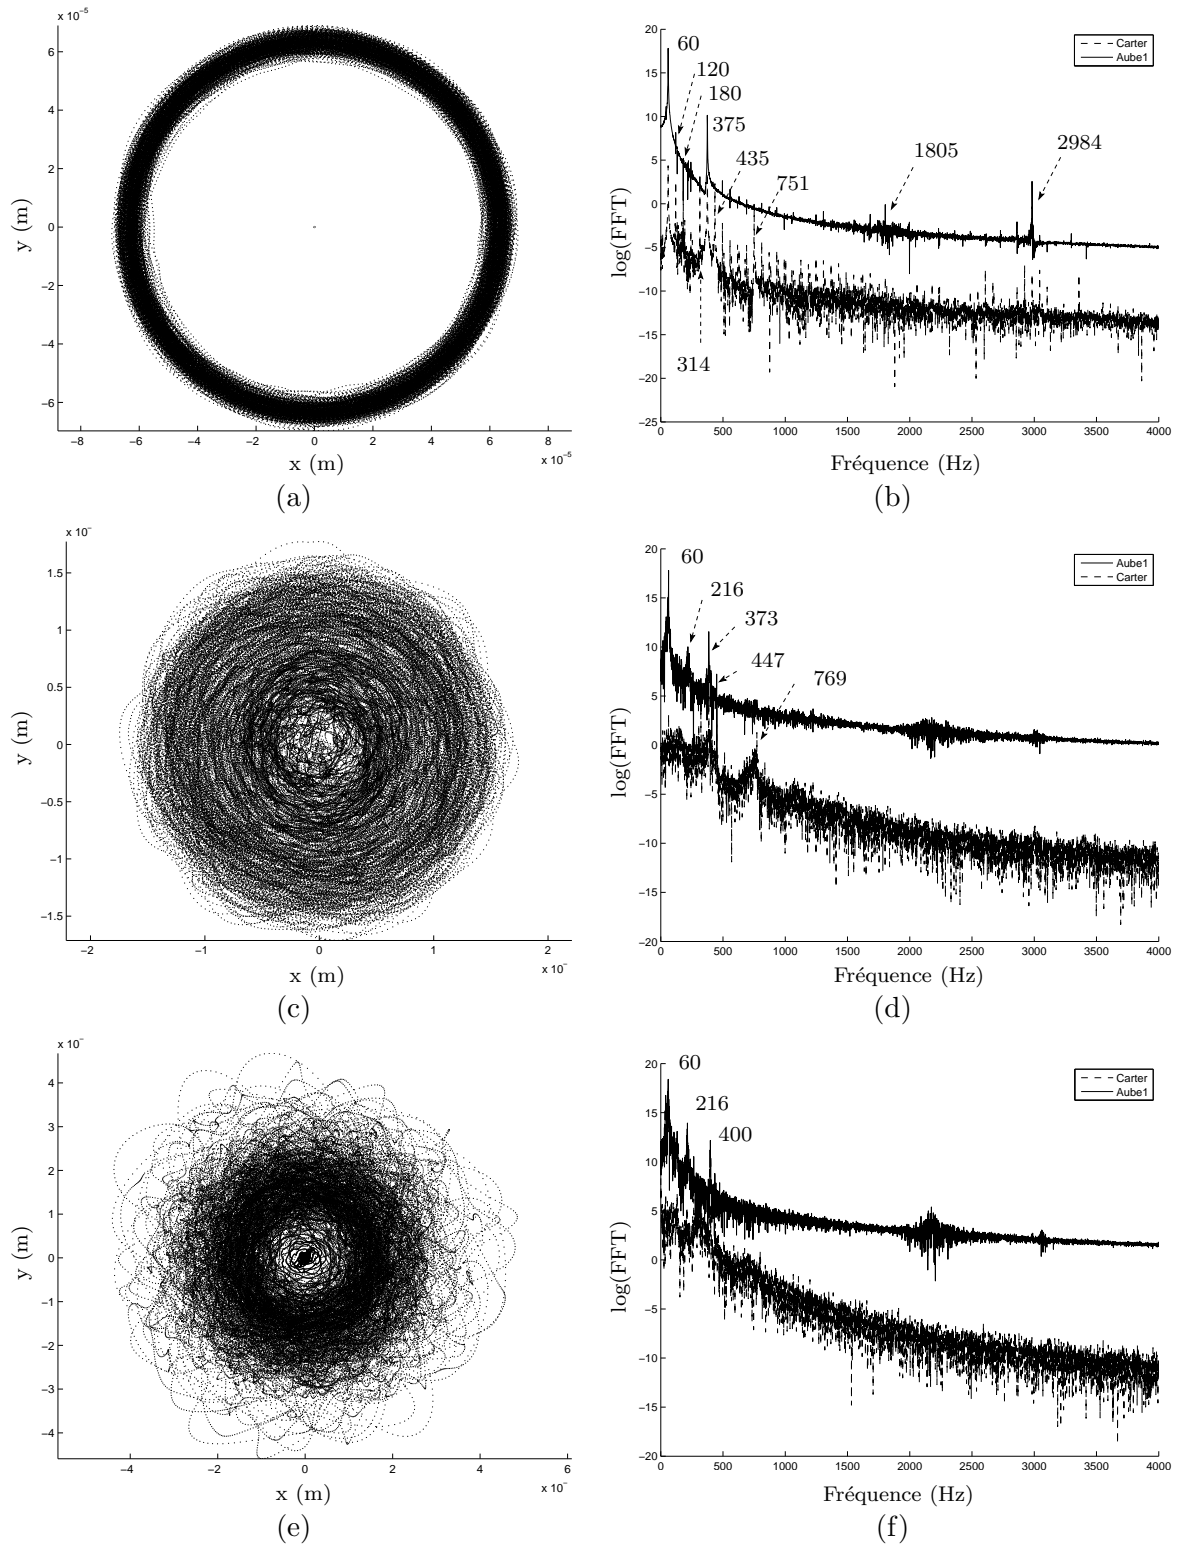 x 10⁻⁵
6
4
2
0
−2
−4
−6
y (m)
−8 −6 −4 −2 0 2 4 6 8
x 10⁻⁵
x (m)
(a)
20
15
10
5
0
−5
−10
−15
−20
−25
log(FFT)
60
120
180
375
435
751
1805
2984
314
Carter
Aube1
0 500 1000 1500 2000 2500 3000 3500 4000
Fréquence (Hz)
(b)
x 10⁻
1.5
1
0.5
0
−0.5
−1
−1.5
y (m)
−2 −1 0 1 2
x 10⁻
x (m)
(c)
20
15
10
5
0
−5
−10
−15
−20
log(FFT)
60
216
373
447
769
Aube1
Carter
0 500 1000 1500 2000 2500 3000 3500 4000
Fréquence (Hz)
(d)
x 10⁻
4
3
2
1
0
−1
−2
−3
−4
y (m)
−4 −2 0 2 4 6
x 10⁻
x (m)
(e)
20
15
10
5
0
−5
−10
−15
−20
log(FFT)
60
216
400
Carter
Aube1
0 500 1000 1500 2000 2500 3000 3500 4000
Fréquence (Hz)
(f)